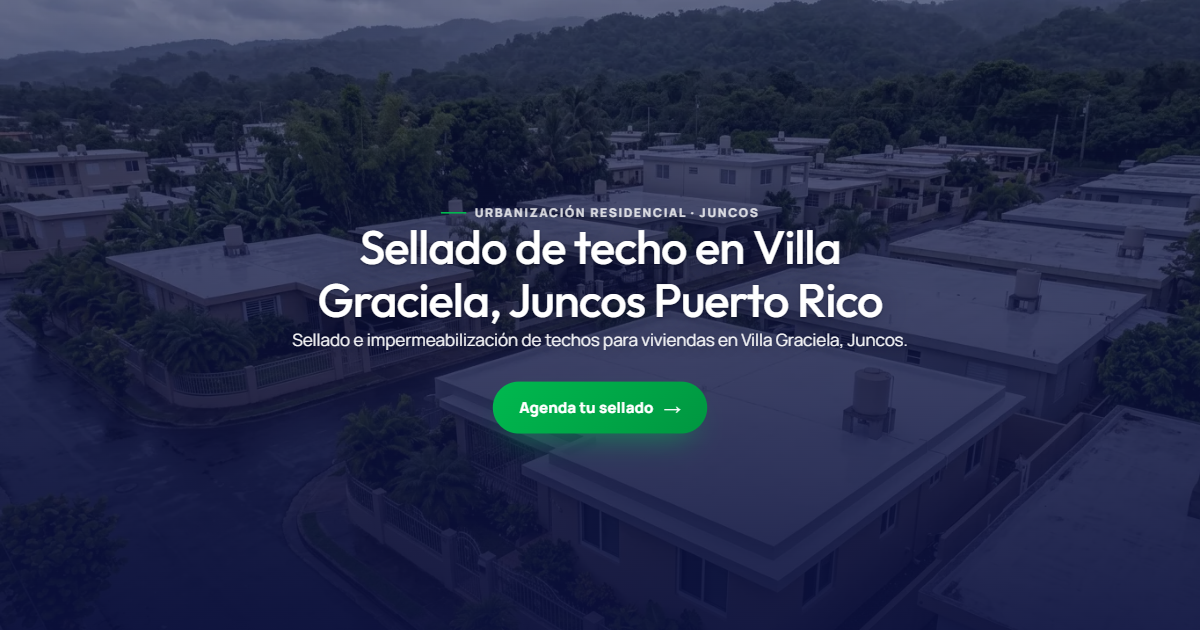 URBANIZACIÓN RESIDENCIAL · JUNCOS
Sellado de techo en Villa
Graciela, Juncos Puerto Rico
Sellado e impermeabilización de techos para viviendas en Villa Graciela, Juncos.
Agenda tu sellado →